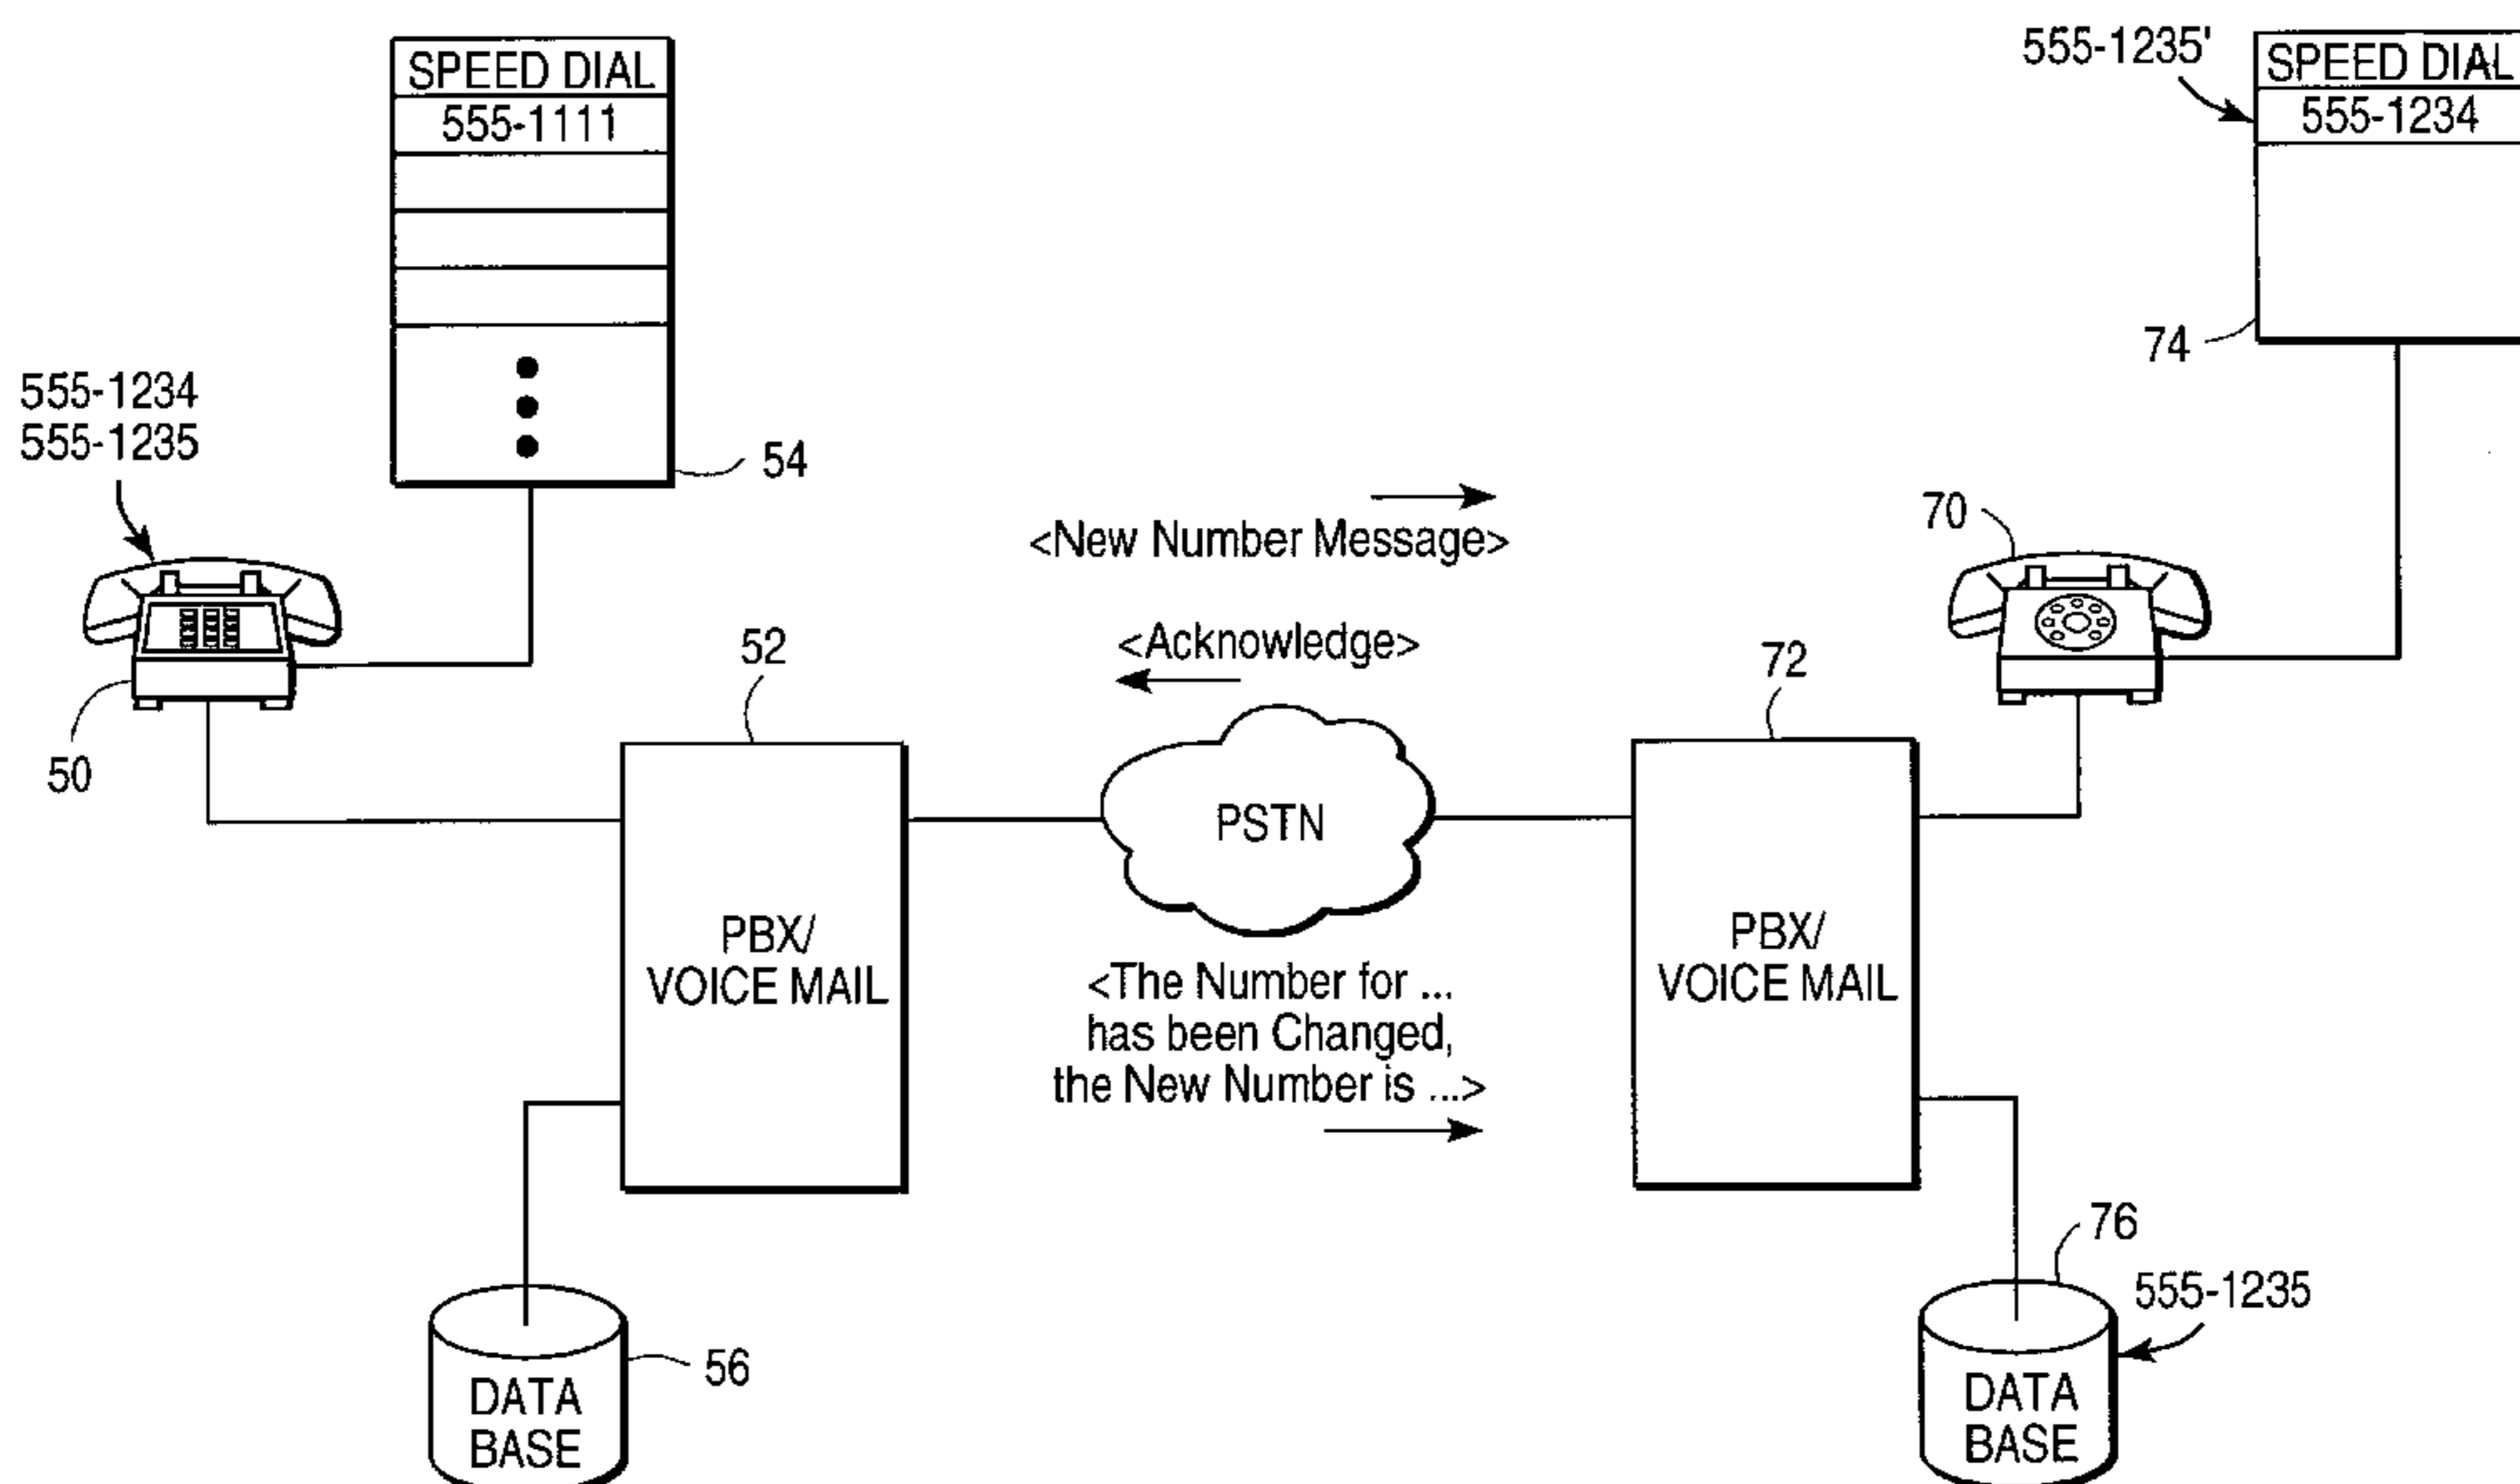 SPEED DIAL
555-1111
54
555-1234
555-1235
50
52
PBX/
VOICE MAIL
56
DATA
BASE
<New Number Message>
<Acknowledge>
PSTN
<The Number for ...
has been Changed,
the New Number is ...>
555-1235'
SPEED DIAL
555-1234
74
70
72
PBX/
VOICE MAIL
76
555-1235
DATA
BASE